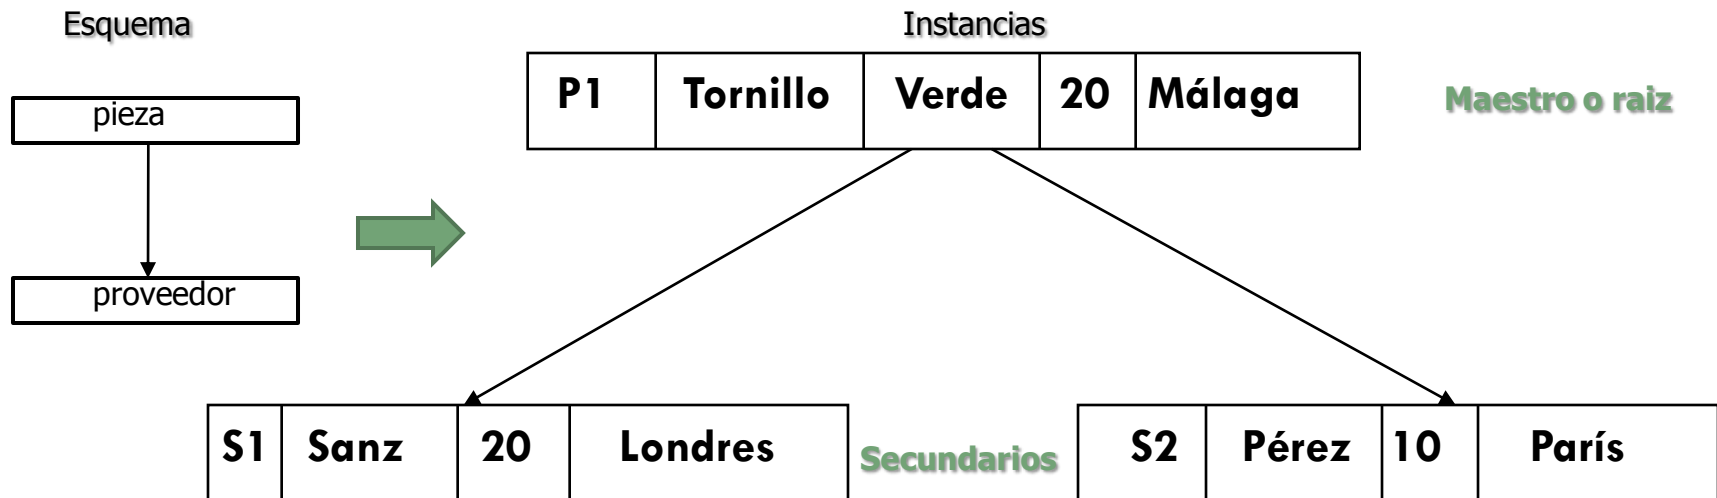 Esquema
Instancias
pieza
proveedor
P1 Tornillo Verde 20 Málaga
Maestro o raiz
S1 Sanz 20 Londres
Secundarios
S2 Pérez 10 París